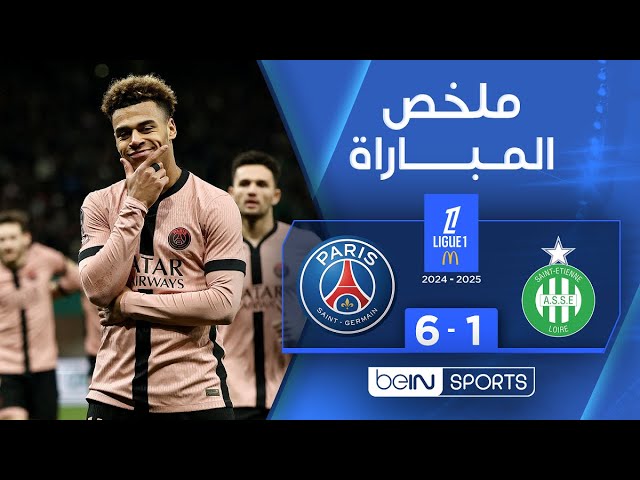 ملخص
المباراة
LIGUE 1
2024 - 2025
PARIS
SAINT - GERMAIN
SAINT-ETIENNE
A.S.S.E
LOIRE
6 - 1
beIN SPORTS
QATAR
AIRWAYS